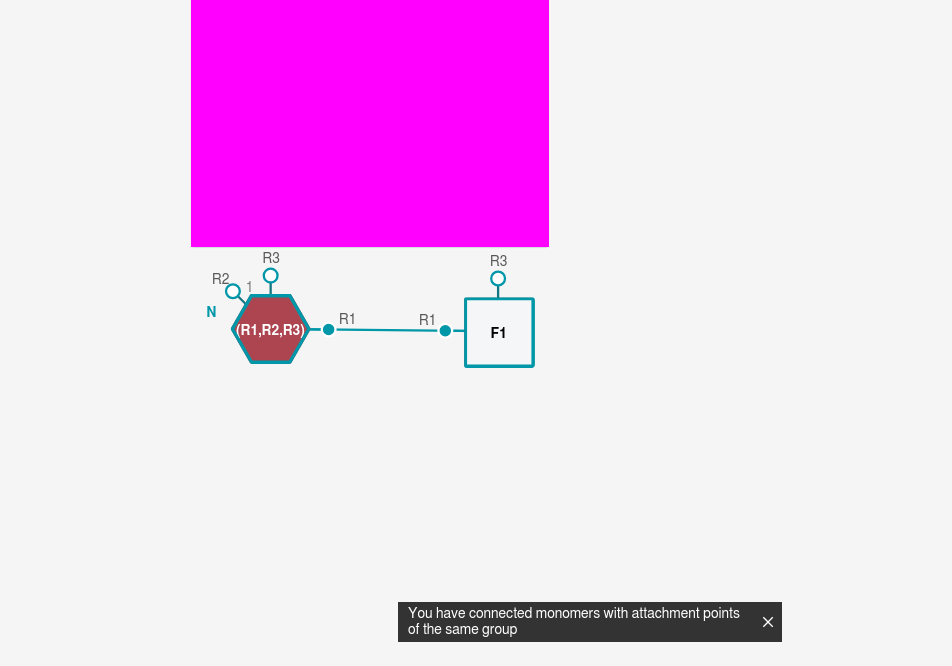 R3
R3
R2
1
N
(R1,R2,R3)
R1
R1
F1
You have connected monomers with attachment points
of the same group